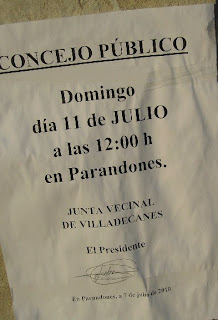 CONCEJO PÚBLICO
Domingo
día 11 de JULIO
a las 12:00 h
en Parandones.
JUNTA VECINAL
DE VILLADECANES
El Presidente
En Parandones, a 7 de julio de 2010